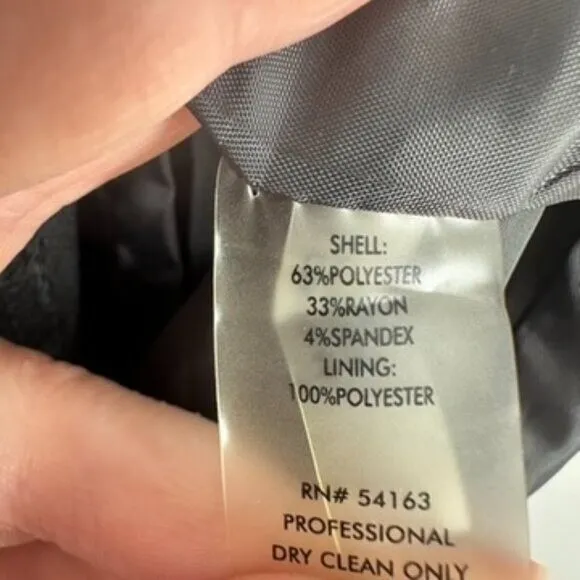 SHELL:
63%POLYESTER
33%RAYON
4%SPANDEX
LINING:
100%POLYESTER
RN# 54163
PROFESSIONAL
DRY CLEAN ONLY